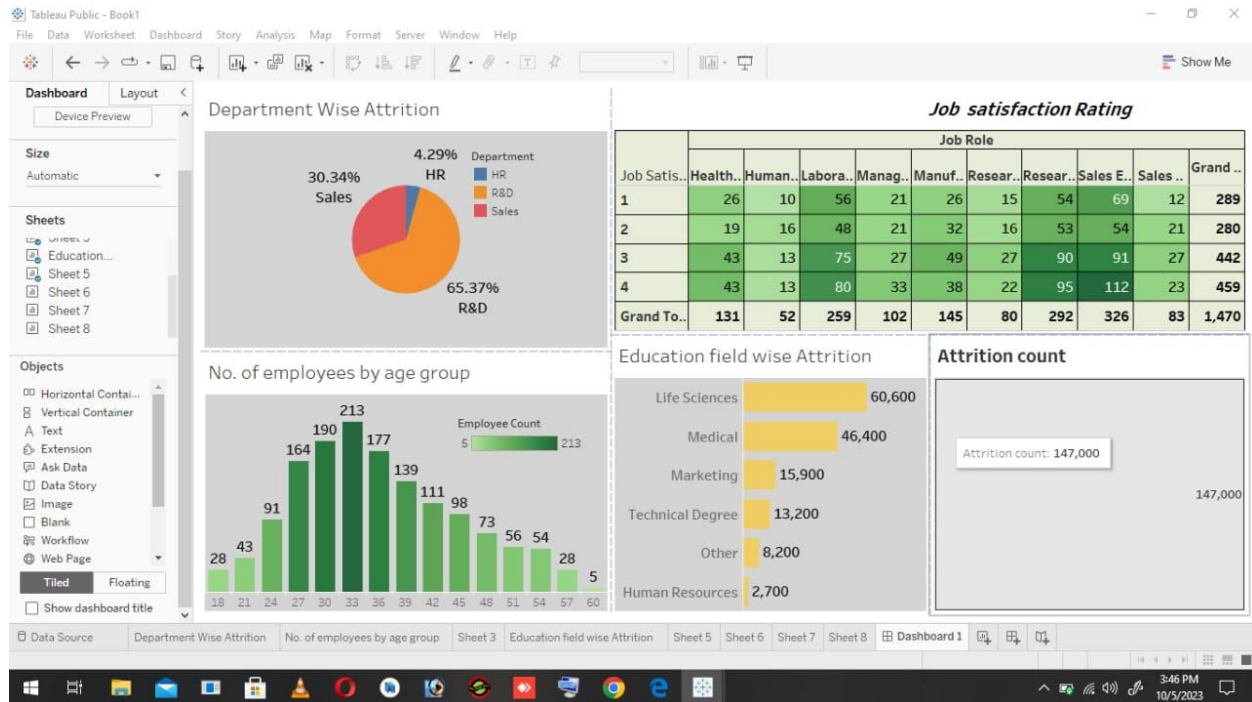 Tableau Public - Book1
File Data Worksheet Dashboard Story Analysis Map Format Server Window Help
Show Me
Dashboard Layout
Device Preview
Size
Automatic
Sheets
Education...
Sheet 5
Sheet 6
Sheet 7
Sheet 8
Objects
Horizontal Contai...
Vertical Container
Text
Extension
Ask Data
Data Story
Image
Blank
Workflow
Web Page
Tiled Floating
Show dashboard title
Department Wise Attrition
4.29%
HR
30.34%
Sales
65.37%
R&D
Department
HR
R&D
Sales
Job satisfaction Rating
Job Role
Job Satis.. Health.. Human.. Labora.. Manag.. Manuf.. Resear.. Resear.. Sales E.. Sales .. Grand ..
1 26 10 56 21 26 15 54 69 12 289
2 19 16 48 21 32 16 53 54 21 280
3 43 13 75 27 49 27 90 91 27 442
4 43 13 80 33 38 22 95 112 23 459
Grand To.. 131 52 259 102 145 80 292 326 83 1,470
No. of employees by age group
Employee Count
5 213
28 43 91 164 190 213 177 139 111 98 73 56 54 28 5
18 21 24 27 30 33 36 39 42 45 48 51 54 57 60
Education field wise Attrition
Life Sciences 60,600
Medical 46,400
Marketing 15,900
Technical Degree 13,200
Other 8,200
Human Resources 2,700
Attrition count
Attrition count: 147,000
147,000
Data Source Department Wise Attrition No. of employees by age group Sheet 3 Education field wise Attrition Sheet 5 Sheet 6 Sheet 7 Sheet 8 Dashboard 1
3:46 PM
10/5/2023